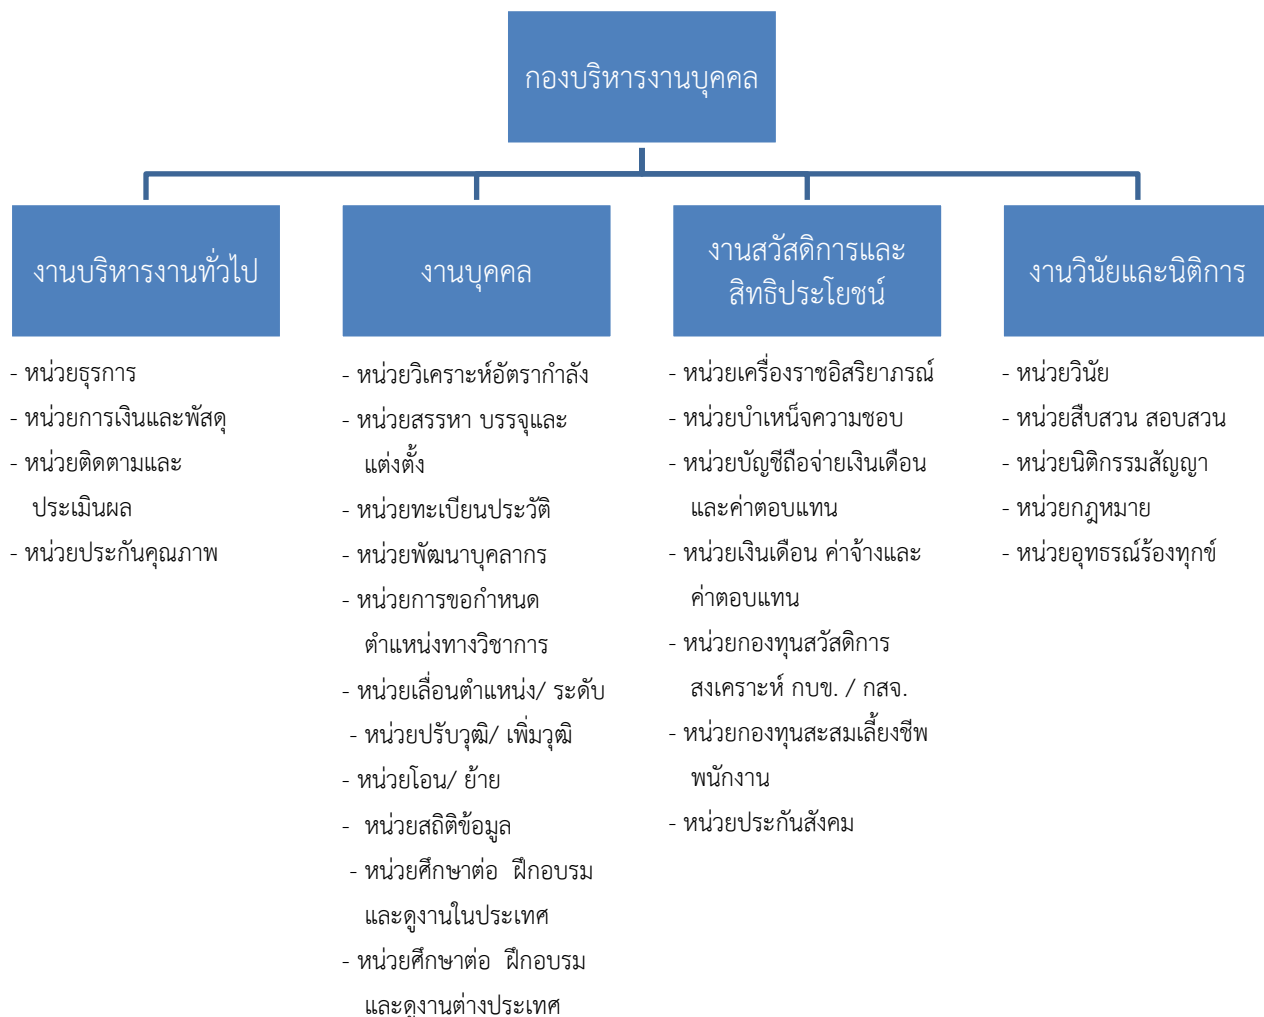 กองบริหารงานบุคคล
งานบริหารงานทั่วไป
- หน่วยธุรการ
- หน่วยการเงินและพัสดุ
- หน่วยติดตามและ
ประเมินผล
- หน่วยประกันคุณภาพ
งานบุคคล
- หน่วยวิเคราะห์อัตรากำลัง
- หน่วยสรรหา บรรจุและ
แต่งตั้ง
- หน่วยทะเบียนประวัติ
- หน่วยพัฒนาบุคลากร
- หน่วยการขอกำหนด
ตำแหน่งทางวิชาการ
- หน่วยเลื่อนตำแหน่ง/ ระดับ
- หน่วยปรับวุฒิ/ เพิ่มวุฒิ
- หน่วยโอน/ ย้าย
- หน่วยสถิติข้อมูล
- หน่วยศึกษาต่อ ฝึกอบรม
และดูงานในประเทศ
- หน่วยศึกษาต่อ ฝึกอบรม
และดูงานต่างประเทศ
งานสวัสดิการและ
สิทธิประโยชน์
- หน่วยเครื่องราชอิสริยาภรณ์
- หน่วยบำเหน็จความชอบ
- หน่วยบัญชีถือจ่ายเงินเดือน
และค่าตอบแทน
- หน่วยเงินเดือน ค่าจ้างและ
ค่าตอบแทน
- หน่วยกองทุนสวัสดิการ
สงเคราะห์ กบข. / กสจ.
- หน่วยกองทุนสะสมเลี้ยงชีพ
พนักงาน
- หน่วยประกันสังคม
งานวินัยและนิติการ
- หน่วยวินัย
- หน่วยสืบสวน สอบสวน
- หน่วยนิติกรรมสัญญา
- หน่วยกฎหมาย
- หน่วยอุทธรณ์ร้องทุกข์